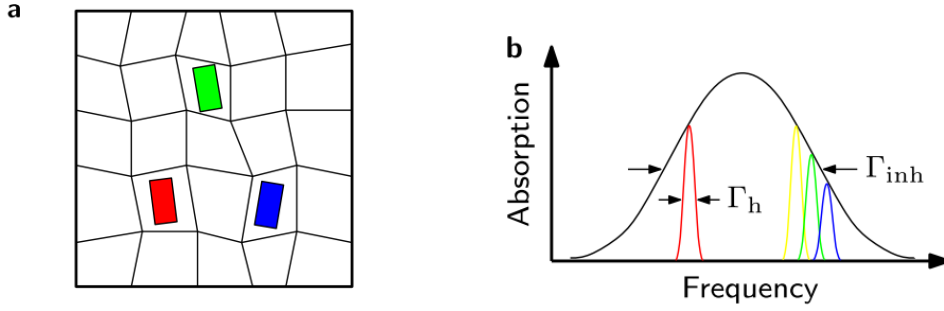 a
b
Absorption
Γh
Γinh
Frequency